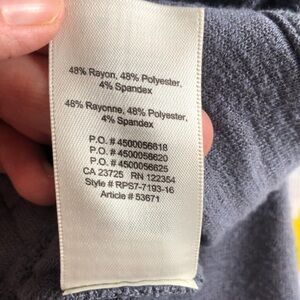 48% Rayon, 48% Polyester,
4% Spandex
48% Rayonne, 48% Polyester,
4% Spandex
P.O. # 4500056618
P.O. # 4500056620
P.O. # 4500056625
CA 23725 RN 122354
Style # RPS7-7193-16
Article # 53671